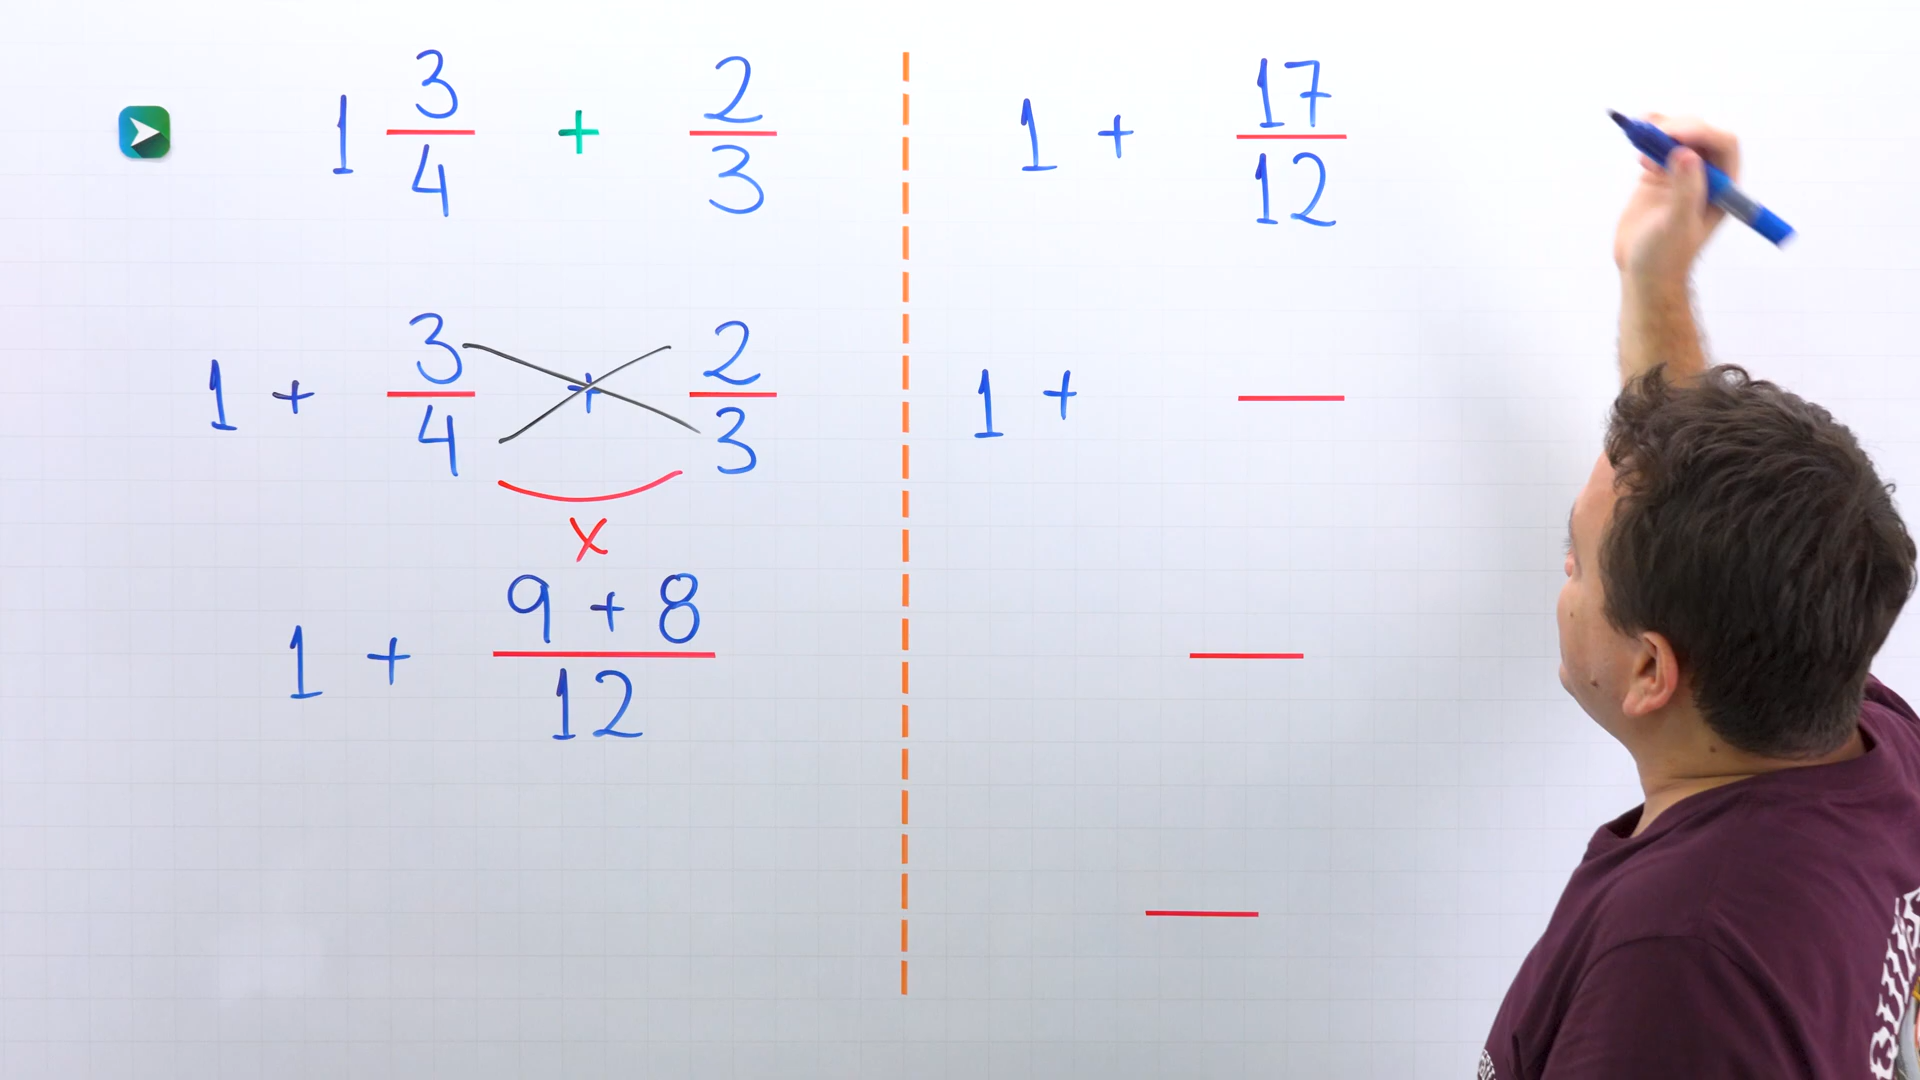 1 3/4 + 2/3
1 + 3/4 + 2/3
x
1 + (9 + 8)/12
1 + 17/12
1 +